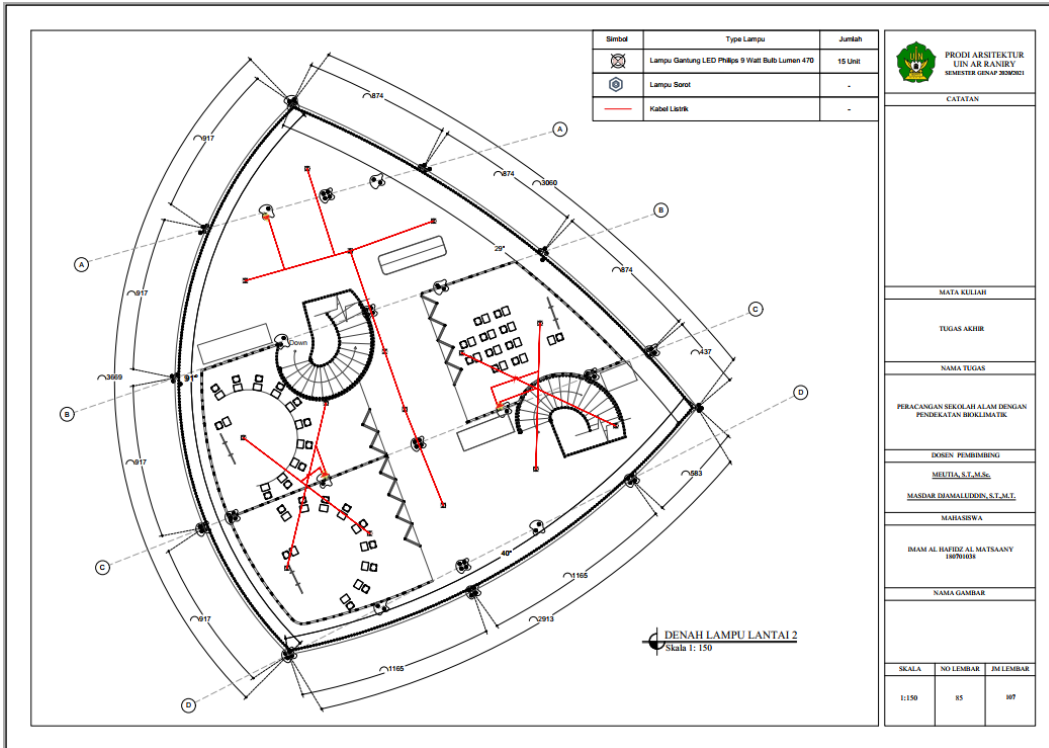 Simbol Type Lampu Jumlah
Lampu Gantung LED Philips 9 Watt Bulb Lumen 470 15 Unit
Lampu Sorot -
Kabel Listrik -
PRODI ARSITEKTUR
UIN AR RANIRY
SEMESTER GENAP 2020/2021
CATATAN
MATA KULIAH
TUGAS AKHIR
NAMA TUGAS
PERACANGAN SEKOLAH ALAM DENGAN
PENDEKATAN BIOKLIMATIK
DOSEN PEMBIMBING
MEUTIA, S.T.,M.Sc.
MASDAR DJAMALUDDIN, S.T.,M.T.
MAHASISWA
IMAM AL HAFIDZ AL MATSAANY
180701038
NAMA GAMBAR
SKALA NO LEMBAR JM LEMBAR
1:150 85 107
874
917
A
874
3060
B
29°
A
874
917
C
Down
437
3669
91°
B
D
917
583
C
40°
1165
917
2913
DENAH LAMPU LANTAI 2
Skala 1: 150
1165
D